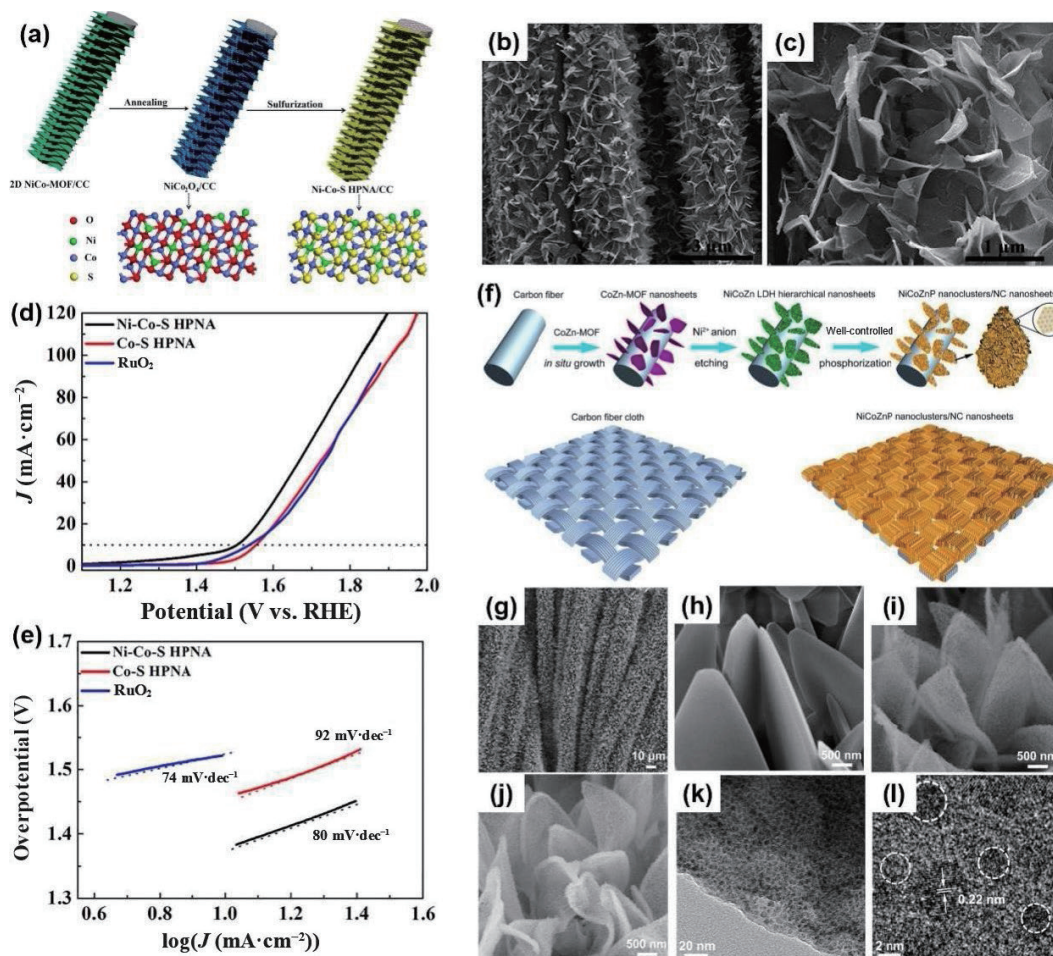 (a)
Annealing
Sulfurization
2D NiCo-MOF/CC
NiCo₂O₄/CC
Ni-Co-S HPNA/CC
O
Ni
Co
S
(b)
3 μm
(c)
1 μm
(d)
Ni-Co-S HPNA
Co-S HPNA
RuO₂
J (mA·cm⁻²)
120
100
80
60
40
20
0
1.2
1.4
1.6
1.8
2.0
Potential (V vs. RHE)
(e)
Ni-Co-S HPNA
Co-S HPNA
RuO₂
Overpotential (V)
1.7
1.6
1.5
1.4
1.3
92 mV·dec⁻¹
74 mV·dec⁻¹
80 mV·dec⁻¹
0.6
0.8
1.0
1.2
1.4
1.6
log(J (mA·cm⁻²))
(f)
Carbon fiber
CoZn-MOF nanosheets
NiCoZn LDH hierarchical nanosheets
NiCoZnP nanoclusters/NC nanosheets
CoZn-MOF
in situ growth
Ni²⁺ anion
etching
Well-controlled
phosphorization
Carbon fiber cloth
NiCoZnP nanoclusters/NC nanosheets
(g)
10 μm
(h)
500 nm
(i)
500 nm
(j)
500 nm
(k)
20 nm
(l)
0.22 nm
2 nm